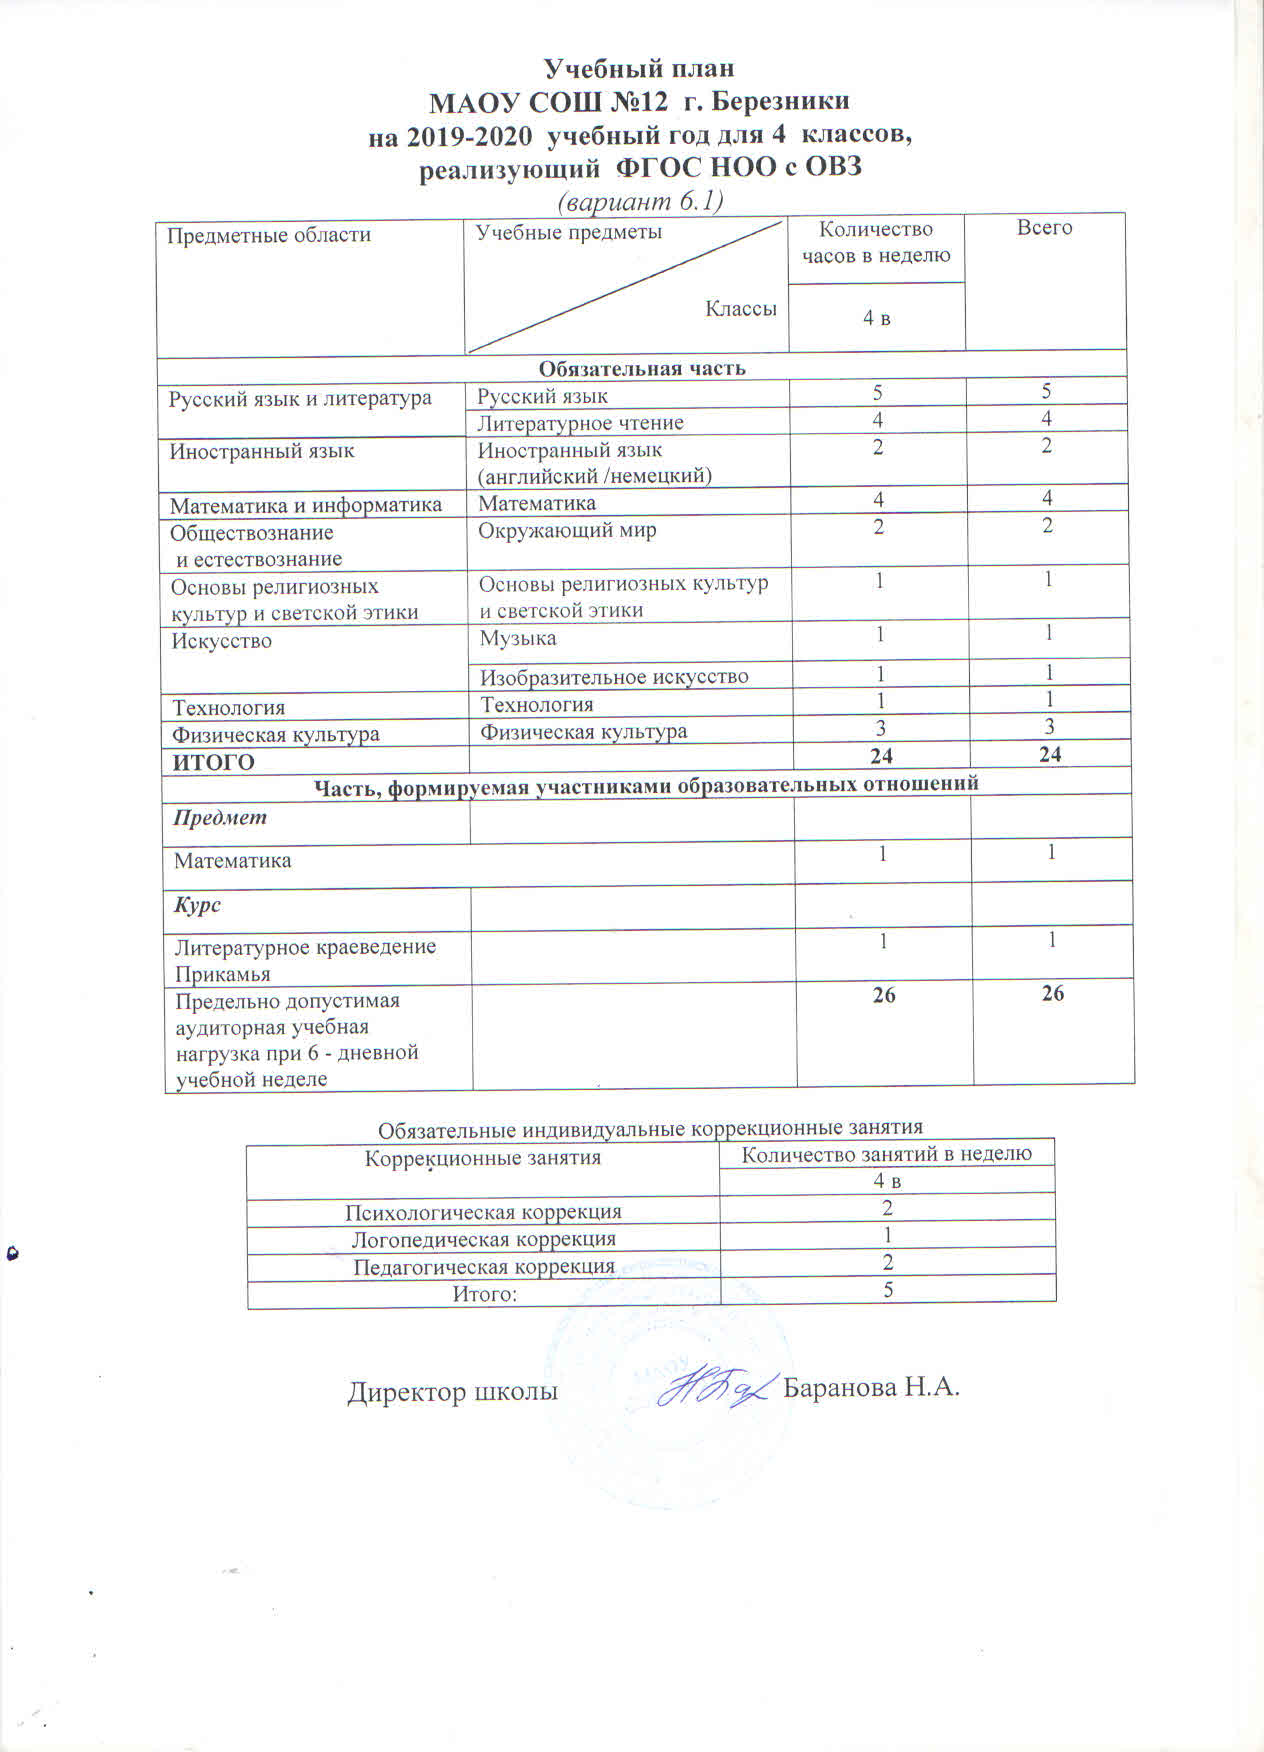 Учебный план
МАОУ СОШ №12 г. Березники
на 2019-2020 учебный год для 4 классов,
реализующий ФГОС НОО с ОВЗ
(вариант 6.1)
Предметные области Учебные предметы Количество Всего
часов в неделю
Классы
4 в
Обязательная часть
Русский язык и литература Русский язык 5 5
Литературное чтение 4 4
Иностранный язык Иностранный язык 2 2
(английский /немецкий)
Математика и информатика Математика 4 4
Обществознание Окружающий мир 2 2
и естествознание
Основы религиозных Основы религиозных культур 1 1
культур и светской этики и светской этики
Искусство Музыка 1 1
Изобразительное искусство 1 1
Технология Технология 1 1
Физическая культура Физическая культура 3 3
ИТОГО 24 24
Часть, формируемая участниками образовательных отношений
Предмет
Математика 1 1
Курс
Литературное краеведение 1 1
Прикамья
Предельно допустимая 26 26
аудиторная учебная
нагрузка при 6 - дневной
учебной неделе
Обязательные индивидуальные коррекционные занятия
Коррекционные занятия Количество занятий в неделю
4 в
Психологическая коррекция 2
Логопедическая коррекция 1
Педагогическая коррекция 2
Итого: 5
МАОУ
Директор школы Баранова Н.А.